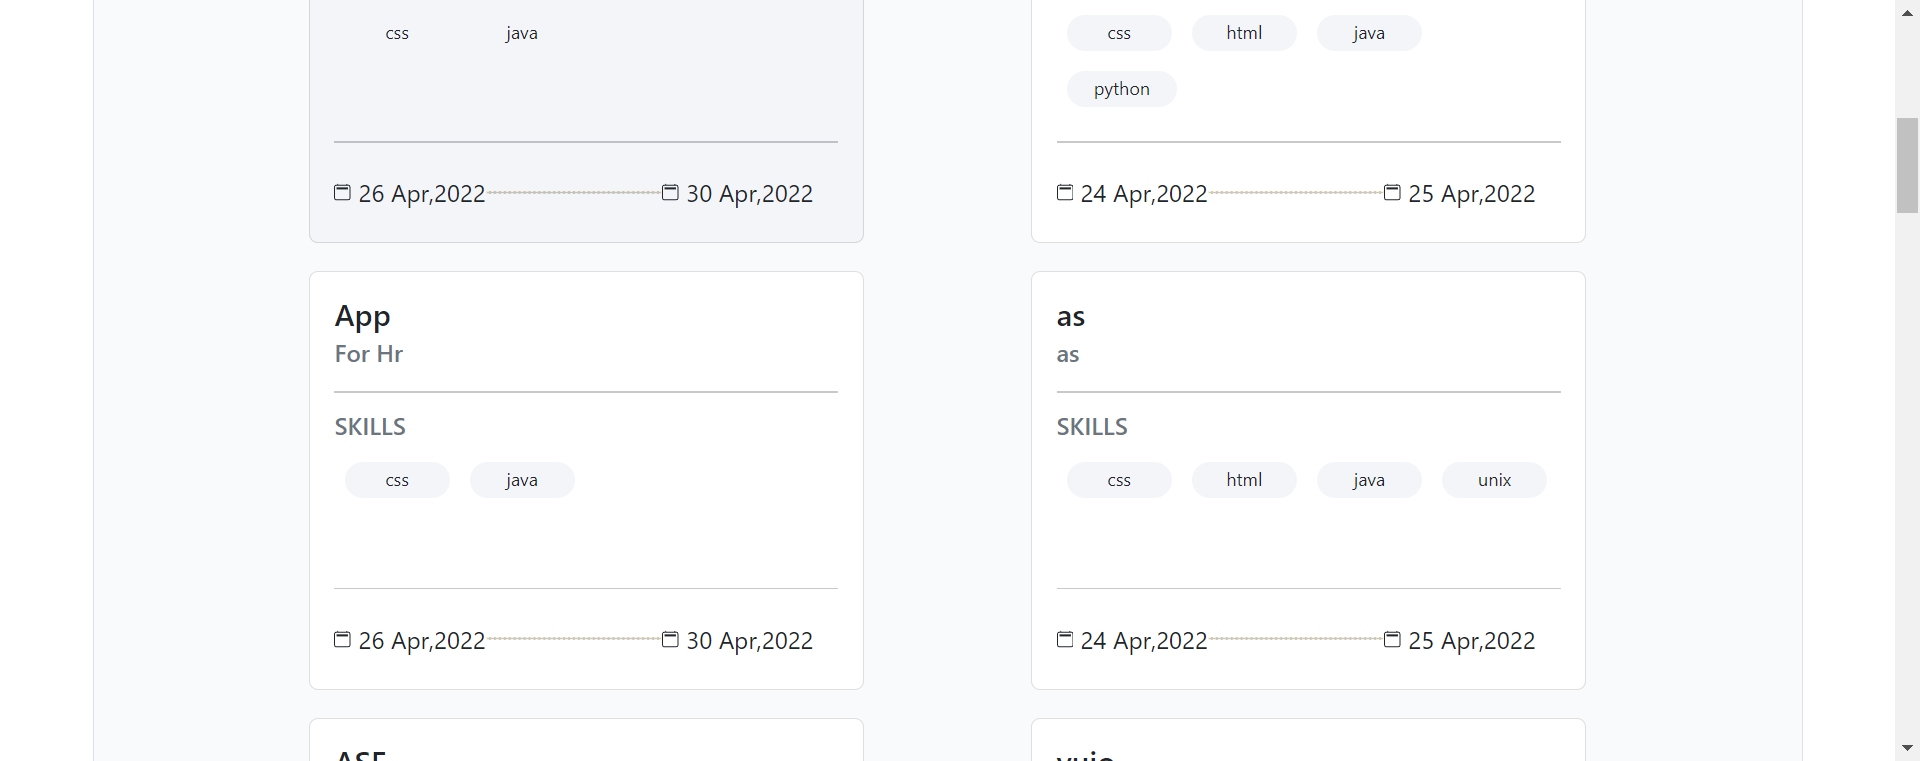 css java
css html java
python
26 Apr,2022 30 Apr,2022
24 Apr,2022 25 Apr,2022
App
For Hr
SKILLS
css java
26 Apr,2022 30 Apr,2022
as
as
SKILLS
css html java unix
24 Apr,2022 25 Apr,2022